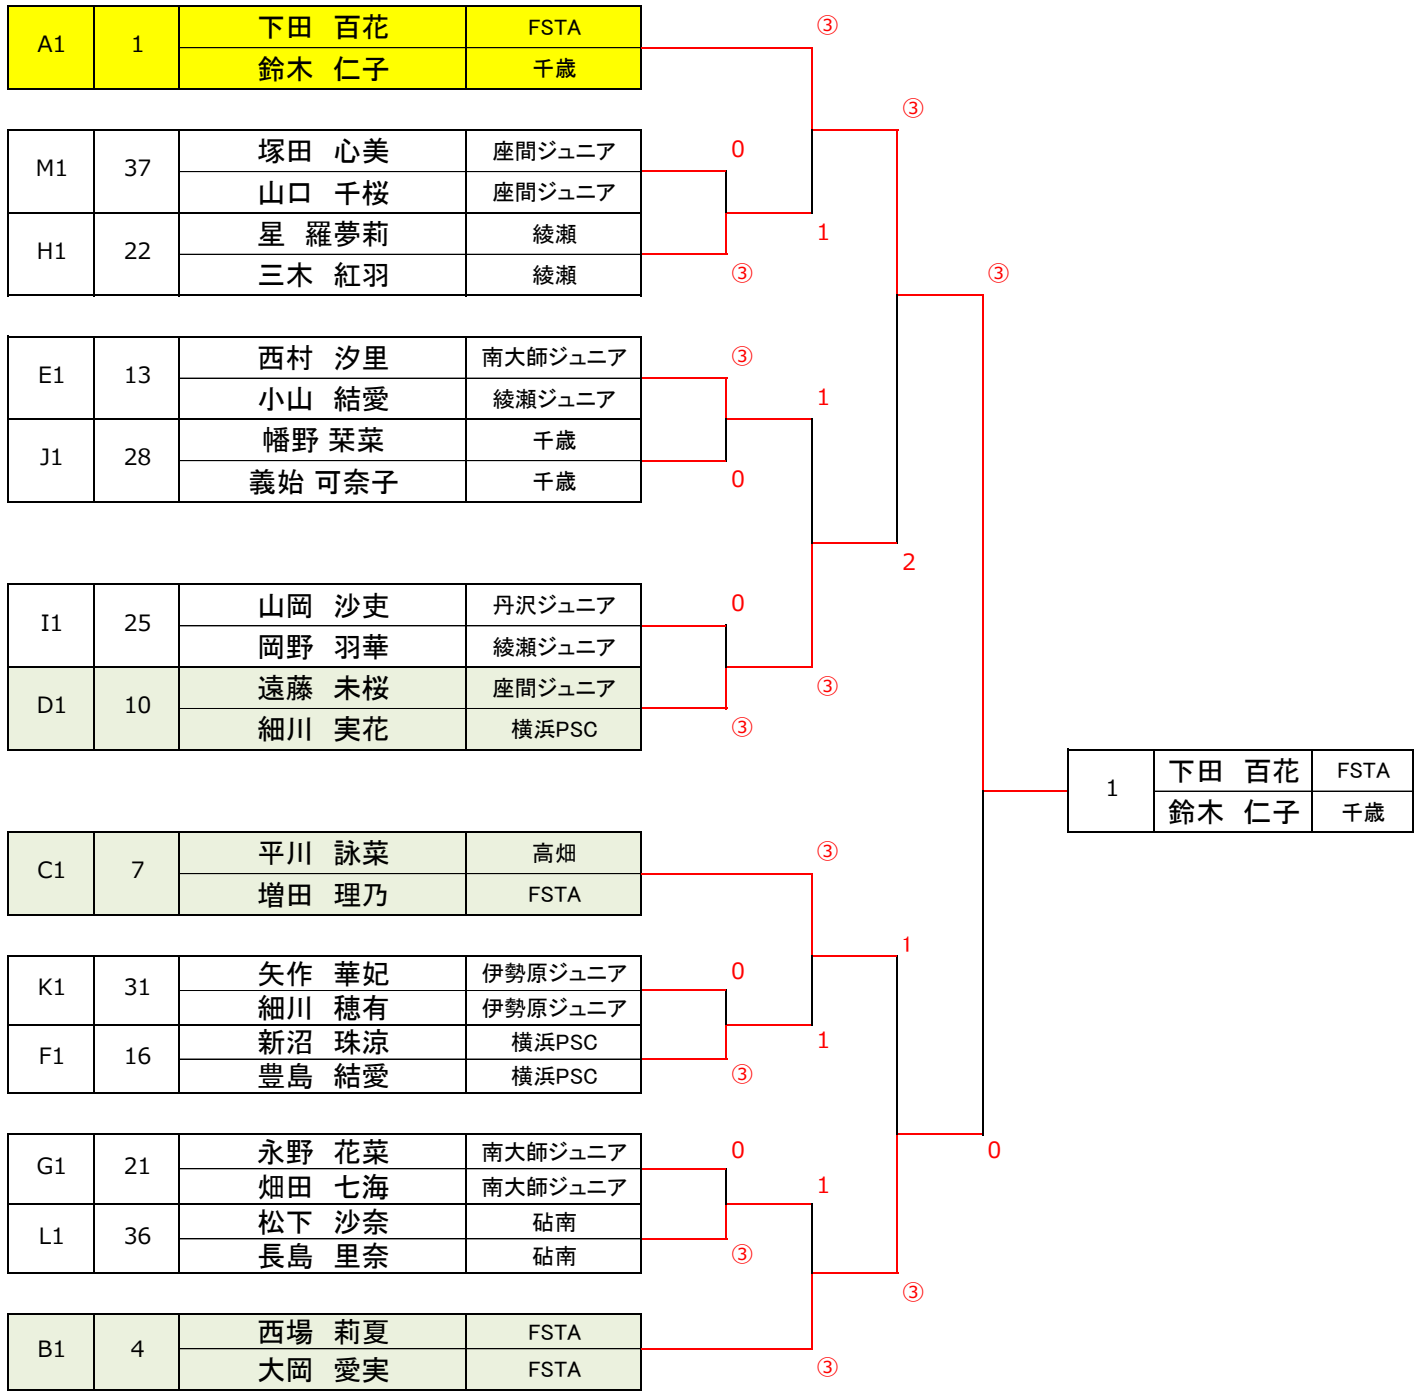 A1 1 下田 百花 FSTA ③
鈴木 仁子 千歳
③
M1 37 塚田 心美 座間ジュニア 0
山口 千桜 座間ジュニア
H1 22 星 羅夢莉 綾瀬 1
三木 紅羽 綾瀬 ③ ③
E1 13 西村 汐里 南大師ジュニア ③
小山 結愛 綾瀬ジュニア 1
J1 28 幡野 栞菜 千歳
義始 可奈子 千歳 0
2
I1 25 山岡 沙吏 丹沢ジュニア 0
岡野 羽華 綾瀬ジュニア
D1 10 遠藤 未桜 座間ジュニア ③
細川 実花 横浜PSC ③
1 下田 百花 FSTA
鈴木 仁子 千歳
C1 7 平川 詠菜 高畑 ③
増田 理乃 FSTA
1
K1 31 矢作 華妃 伊勢原ジュニア 0
細川 穂有 伊勢原ジュニア
F1 16 新沼 珠涼 横浜PSC 1
豊島 結愛 横浜PSC ③
G1 21 永野 花菜 南大師ジュニア 0 0
畑田 七海 南大師ジュニア 1
L1 36 松下 沙奈 砧南
長島 里奈 砧南 ③
③
B1 4 西場 莉夏 FSTA
大岡 愛実 FSTA ③